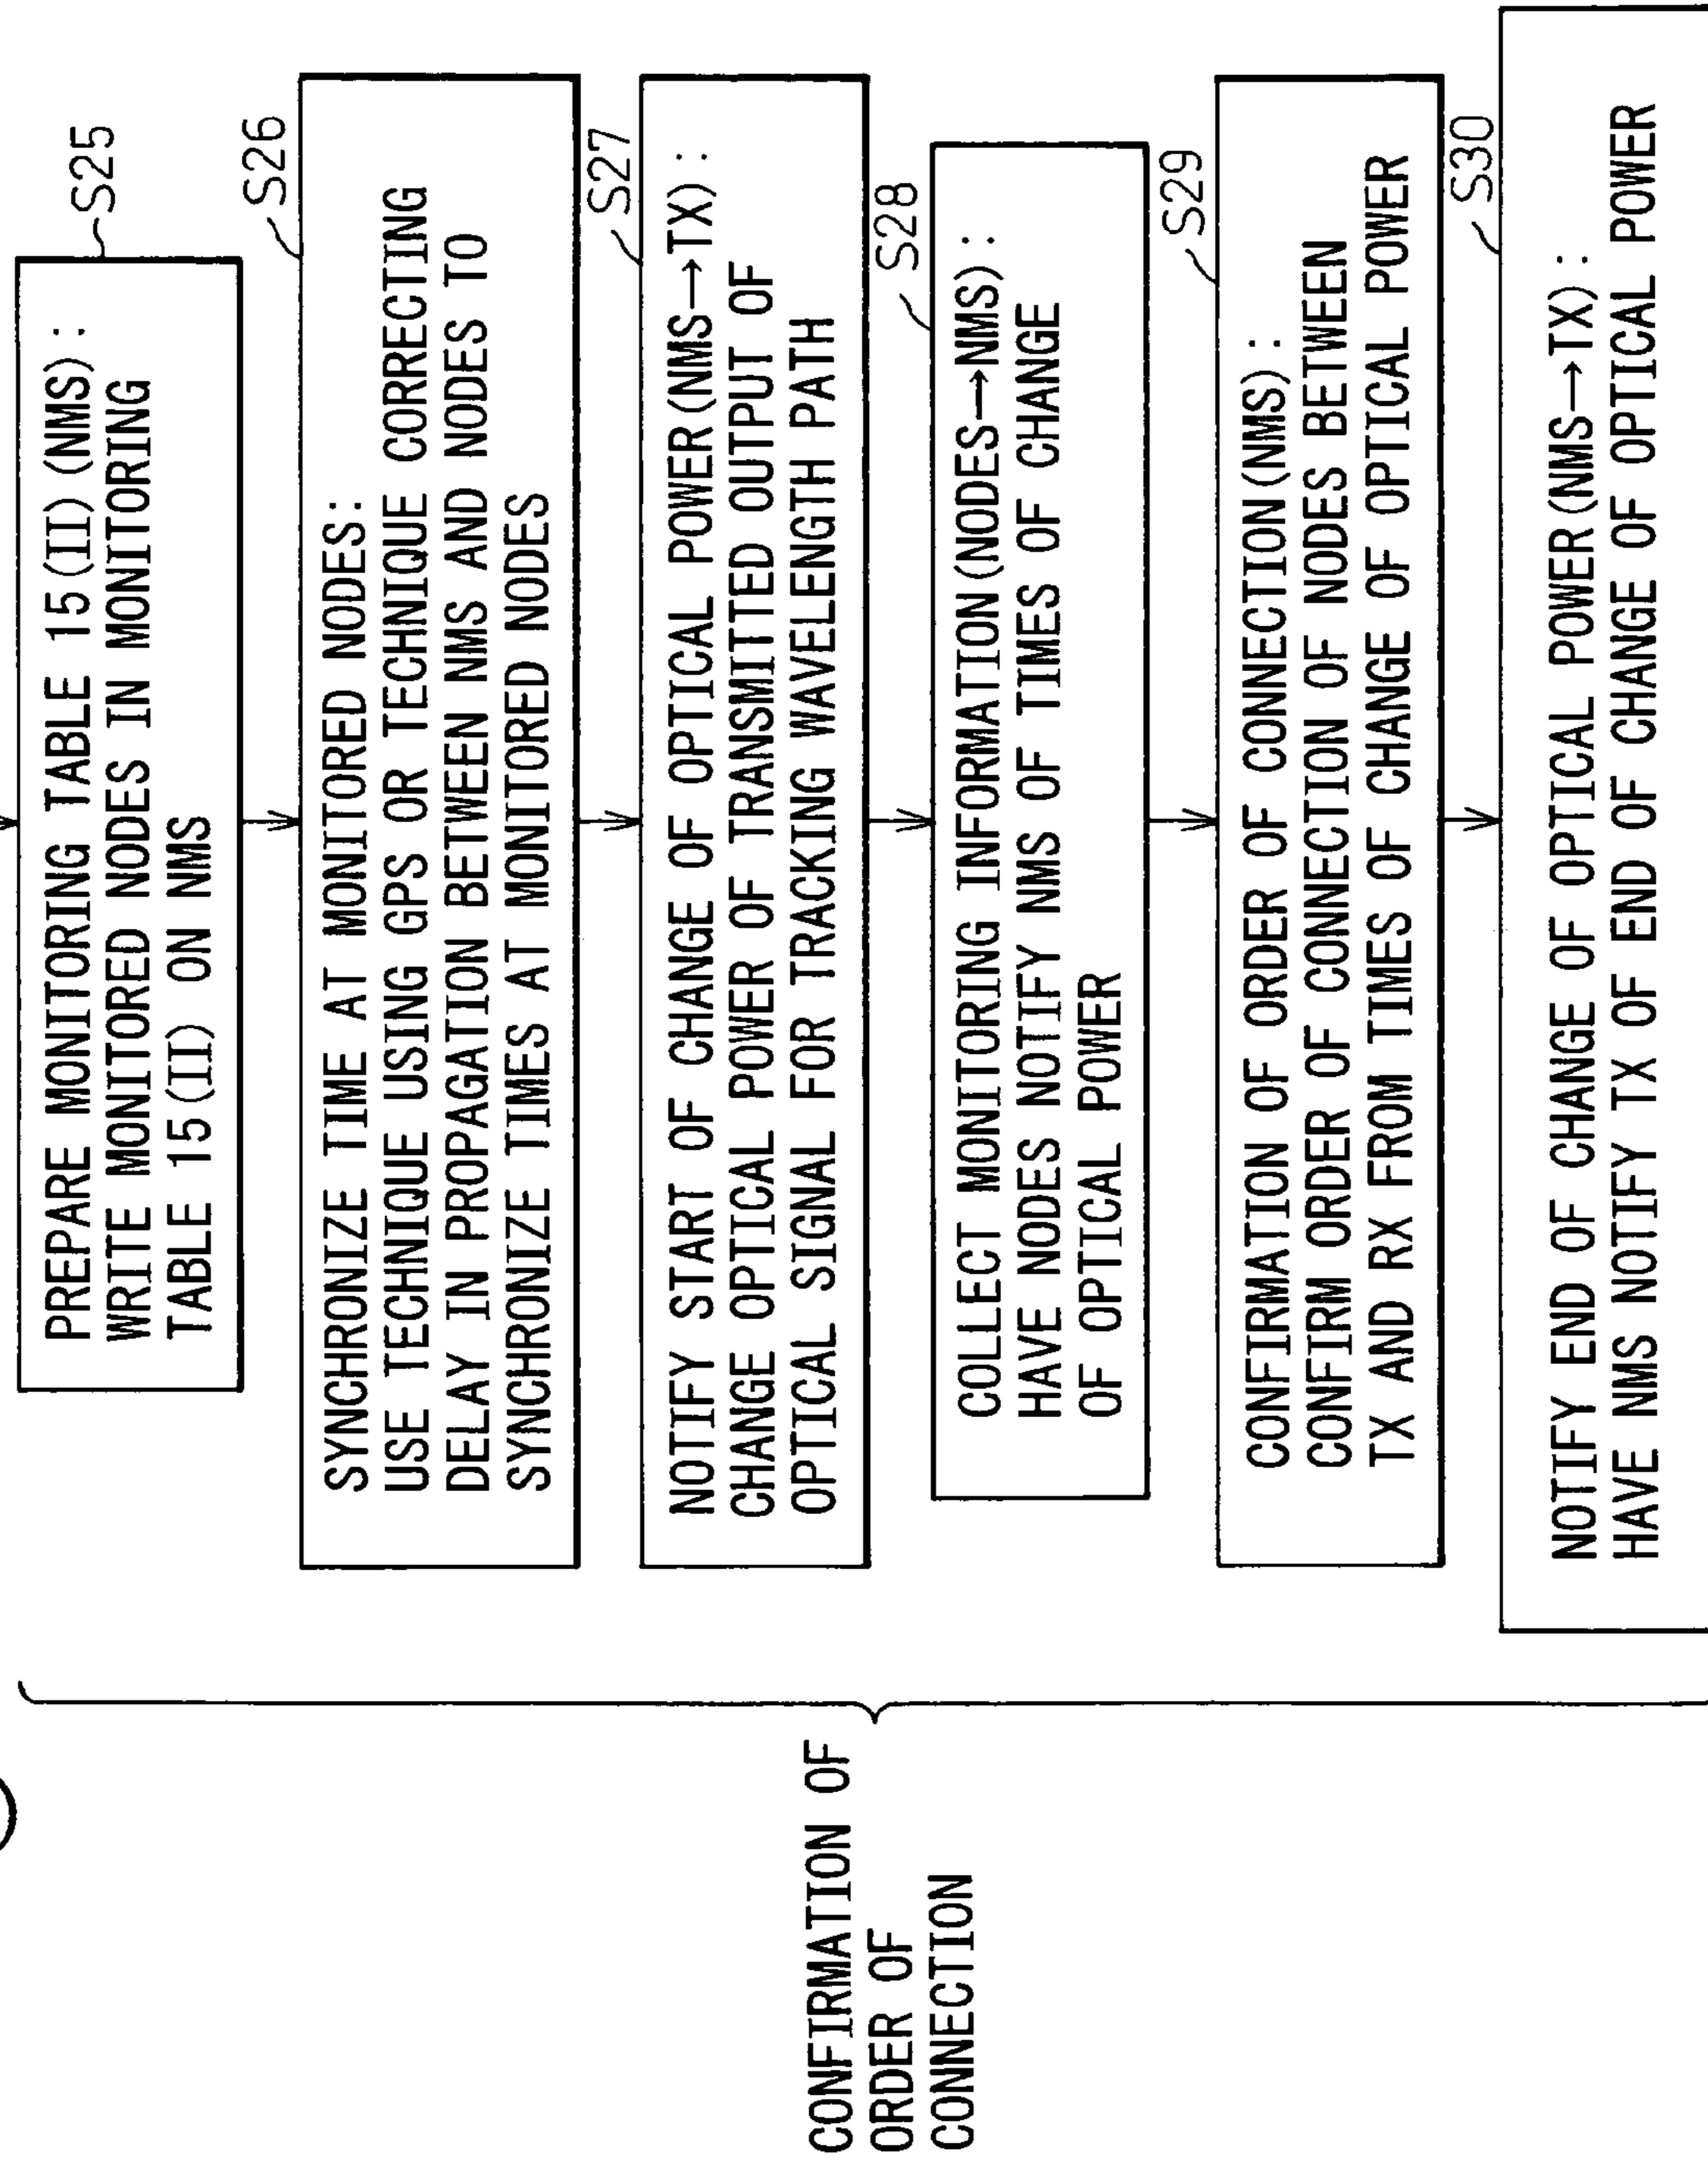 CONFIRMATION OF
ORDER OF
CONNECTION
S25
PREPARE MONITORING TABLE 15(II)(NMS):
WRITE MONITORED NODES IN MONITORING
TABLE 15(II) ON NMS
S26
SYNCHRONIZE TIME AT MONITORED NODES:
USE TECHNIQUE USING GPS OR TECHNIQUE CORRECTING
DELAY IN PROPAGATION BETWEEN NMS AND NODES TO
SYNCHRONIZE TIMES AT MONITORED NODES
S27
NOTIFY START OF CHANGE OF OPTICAL POWER(NMS→TX):
CHANGE OPTICAL POWER OF TRANSMITTED OUTPUT OF
OPTICAL SIGNAL FOR TRACKING WAVELENGTH PATH
S28
COLLECT MONITORING INFORMATION(NODES→NMS):
HAVE NODES NOTIFY NMS OF TIMES OF CHANGE
OF OPTICAL POWER
S29
CONFIRMATION OF ORDER OF CONNECTION(NMS):
CONFIRM ORDER OF CONNECTION OF NODES BETWEEN
TX AND RX FROM TIMES OF CHANGE OF OPTICAL POWER
S30
NOTIFY END OF CHANGE OF OPTICAL POWER(NMS→TX):
HAVE NMS NOTIFY TX OF END OF CHANGE OF OPTICAL POWER